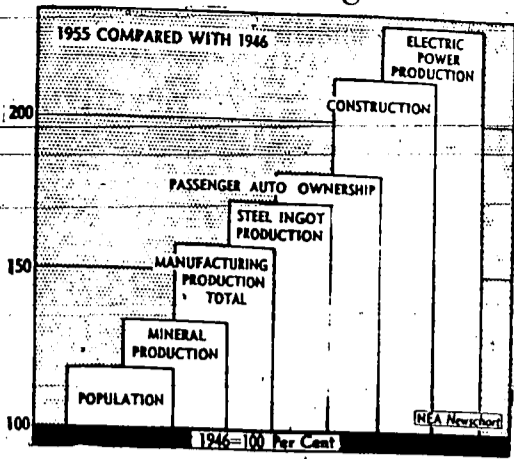 1955 COMPARED WITH 1946
ELECTRIC
POWER
PRODUCTION
CONSTRUCTION
200
PASSENGER AUTO OWNERSHIP
STEEL INGOT
PRODUCTION
150
MANUFACTURING
PRODUCTION
TOTAL
MINERAL
PRODUCTION
POPULATION
100
NEA Newschart
1946=100 Per Cent